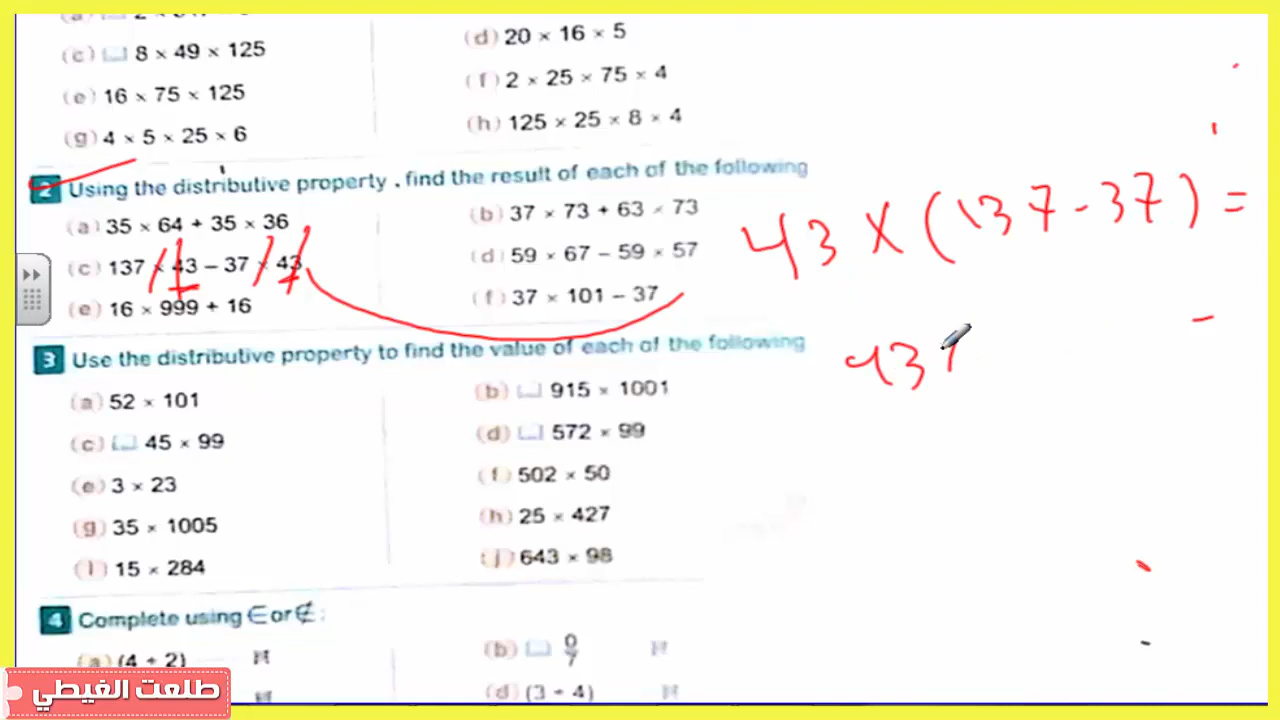 (c) 8 × 49 × 125
(d) 20 × 16 × 5
(e) 16 × 75 × 125
(f) 2 × 25 × 75 × 4
(g) 4 × 5 × 25 × 6
(h) 125 × 25 × 8 × 4
2 Using the distributive property , find the result of each of the following
(a) 35 × 64 + 35 × 36
(b) 37 × 73 + 63 × 73
(c) 137 × 43 – 37 × 43
(d) 59 × 67 – 59 × 57
(e) 16 × 999 + 16
(f) 37 × 101 – 37
43 × (137 - 37) =
43
3 Use the distributive property to find the value of each of the following
(a) 52 × 101
(b) 915 × 1001
(c) 45 × 99
(d) 572 × 99
(e) 3 × 23
(f) 502 × 50
(g) 35 × 1005
(h) 25 × 427
(i) 15 × 284
(j) 643 × 98
4 Complete using ∈ or ∉ :
(a) (4 ÷ 2)
(b) 0/7
(d) (3 ÷ 4)
طلعت الغيطي